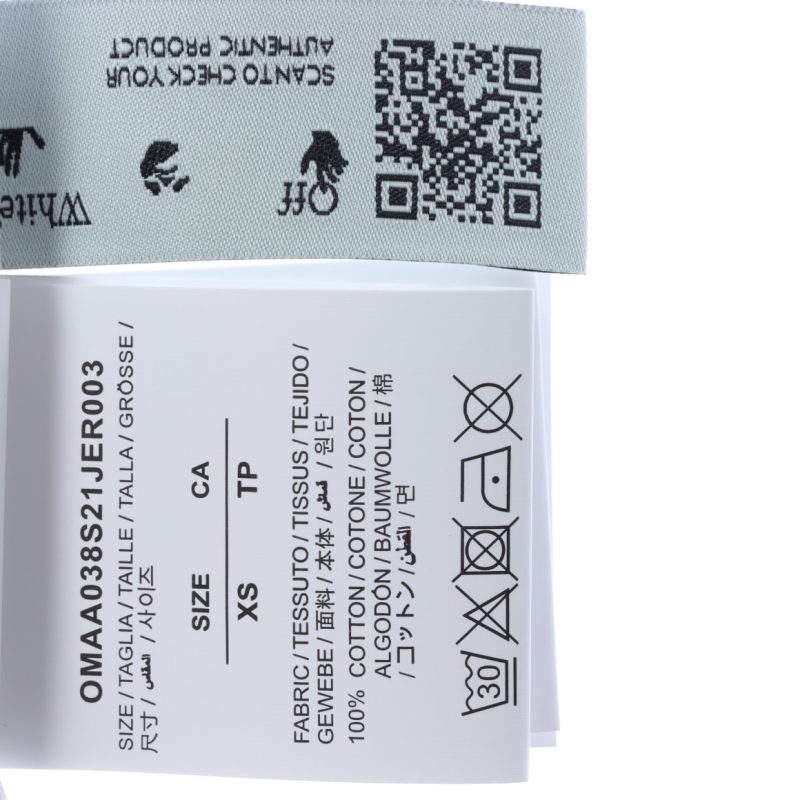 SCAN TO CHECK YOUR
AUTHENTIC PRODUCT
Off
White
OMAA038S21JER003
SIZE / TAGLIA / TAILLE / TALLA / GRÖSSE /
尺寸 / المقاس / 사이즈
SIZE CA
XS TP
FABRIC / TESSUTO / TISSUS / TEJIDO /
GEWEBE / 面料 / 本体 / قماش / 원단
100% COTTON / COTONE / COTON /
ALGODÓN / BAUMWOLLE / 棉
/ コットン / القطن / 면
30